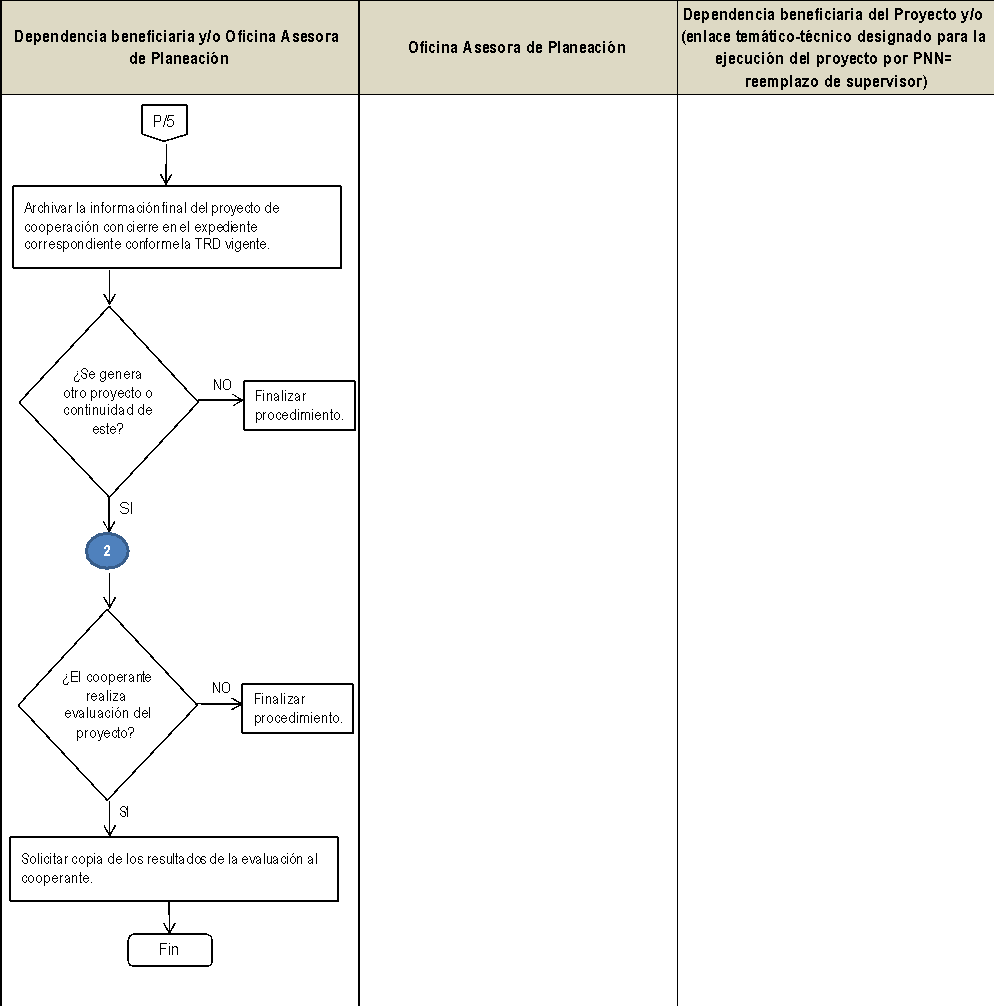 Dependencia beneficiaria y/o Oficina Asesora
de Planeación
Oficina Asesora de Planeación
Dependencia beneficiaria del Proyecto y/o
(enlace temático-técnico designado para la
ejecución del proyecto por PNN=
reemplazo de supervisor)
P/5
Archivar la información final del proyecto de
cooperación con cierre en el expediente
correspondiente conforme la TRD vigente.
¿Se genera
otro proyecto o
continuidad de
este?
NO
Finalizar
procedimiento.
SI
2
¿El cooperante
realiza
evaluación del
proyecto?
NO
Finalizar
procedimiento.
SI
Solicitar copia de los resultados de la evaluación al
cooperante.
Fin